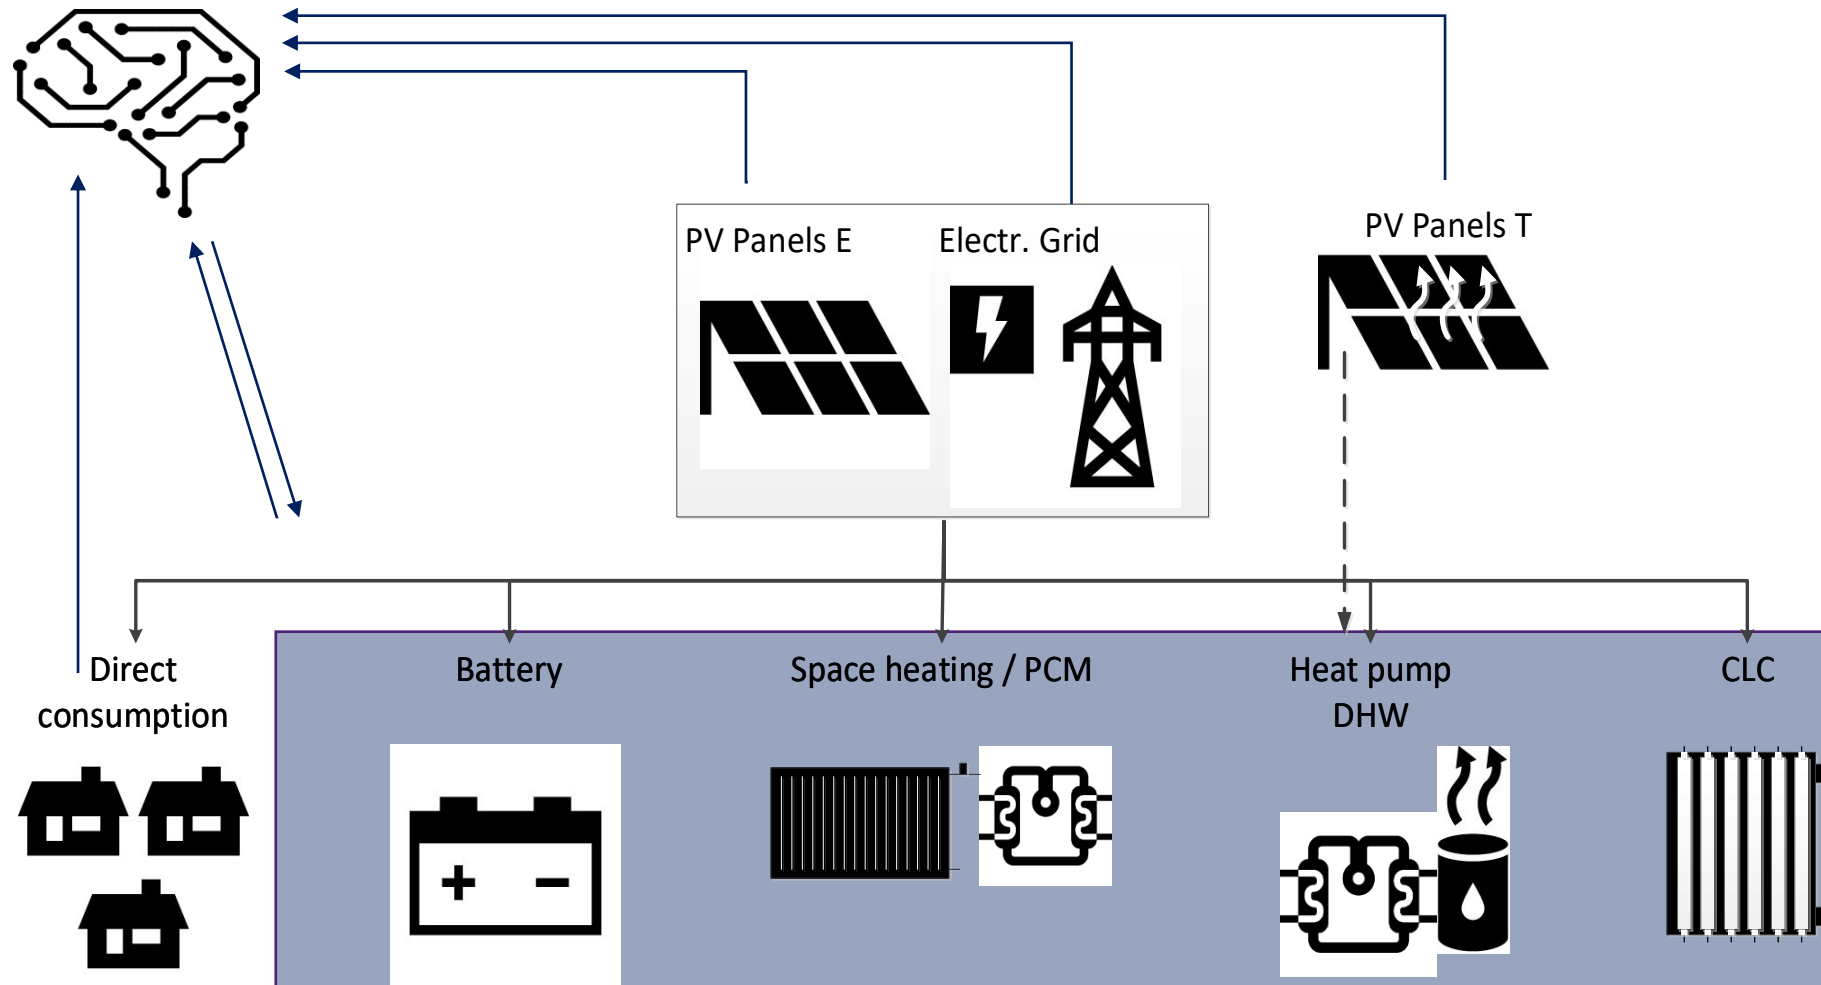 PV Panels E
Electr. Grid
PV Panels T
Direct
consumption
Battery
Space heating / PCM
Heat pump
DHW
CLC
+ −